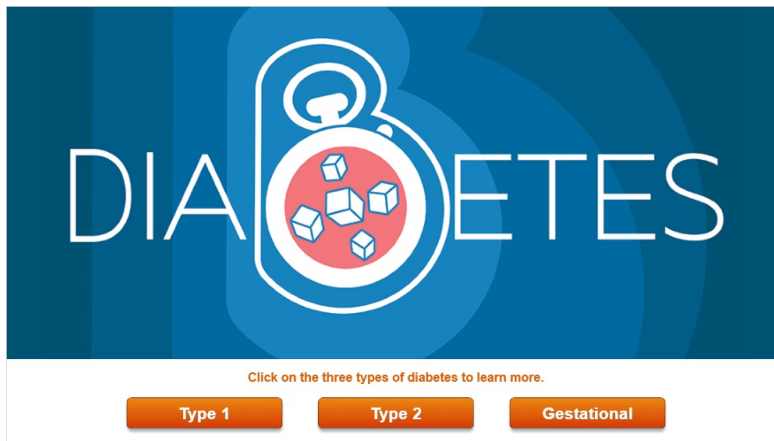 DIABETES
Click on the three types of diabetes to learn more.
Type 1
Type 2
Gestational